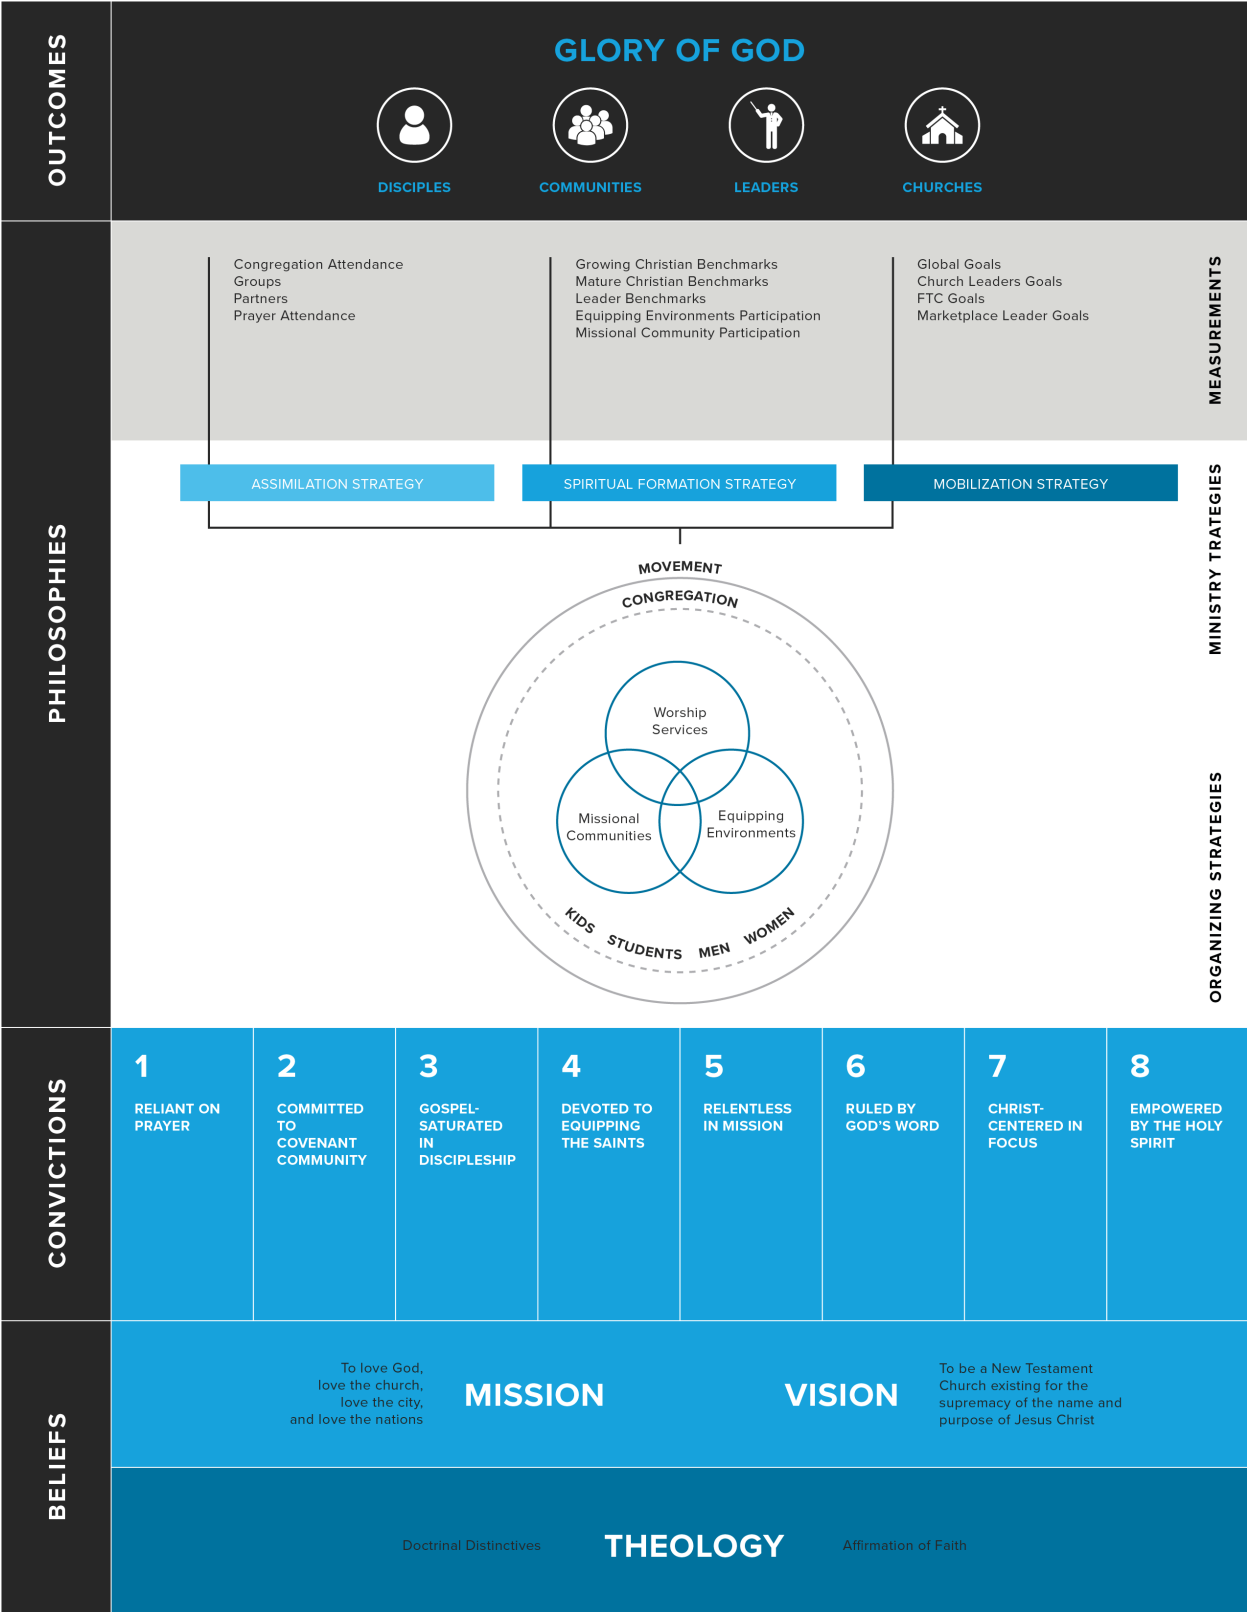 OUTCOMES
GLORY OF GOD
DISCIPLES
COMMUNITIES
LEADERS
CHURCHES
PHILOSOPHIES
Congregation Attendance
Groups
Partners
Prayer Attendance
Growing Christian Benchmarks
Mature Christian Benchmarks
Leader Benchmarks
Equipping Environments Participation
Missional Community Participation
Global Goals
Church Leaders Goals
FTC Goals
Marketplace Leader Goals
MEASUREMENTS
ASSIMILATION STRATEGY
SPIRITUAL FORMATION STRATEGY
MOBILIZATION STRATEGY
MINISTRY TRATEGIES
MOVEMENT
CONGREGATION
Worship
Services
Missional
Communities
Equipping
Environments
KIDS
STUDENTS
MEN
WOMEN
ORGANIZING STRATEGIES
CONVICTIONS
1
RELIANT ON
PRAYER
2
COMMITTED
TO
COVENANT
COMMUNITY
3
GOSPEL-
SATURATED
IN
DISCIPLESHIP
4
DEVOTED TO
EQUIPPING
THE SAINTS
5
RELENTLESS
IN MISSION
6
RULED BY
GOD’S WORD
7
CHRIST-
CENTERED IN
FOCUS
8
EMPOWERED
BY THE HOLY
SPIRIT
BELIEFS
To love God,
love the church,
love the city,
and love the nations
MISSION
VISION
To be a New Testament
Church existing for the
supremacy of the name and
purpose of Jesus Christ
Doctrinal Distinctives
THEOLOGY
Affirmation of Faith